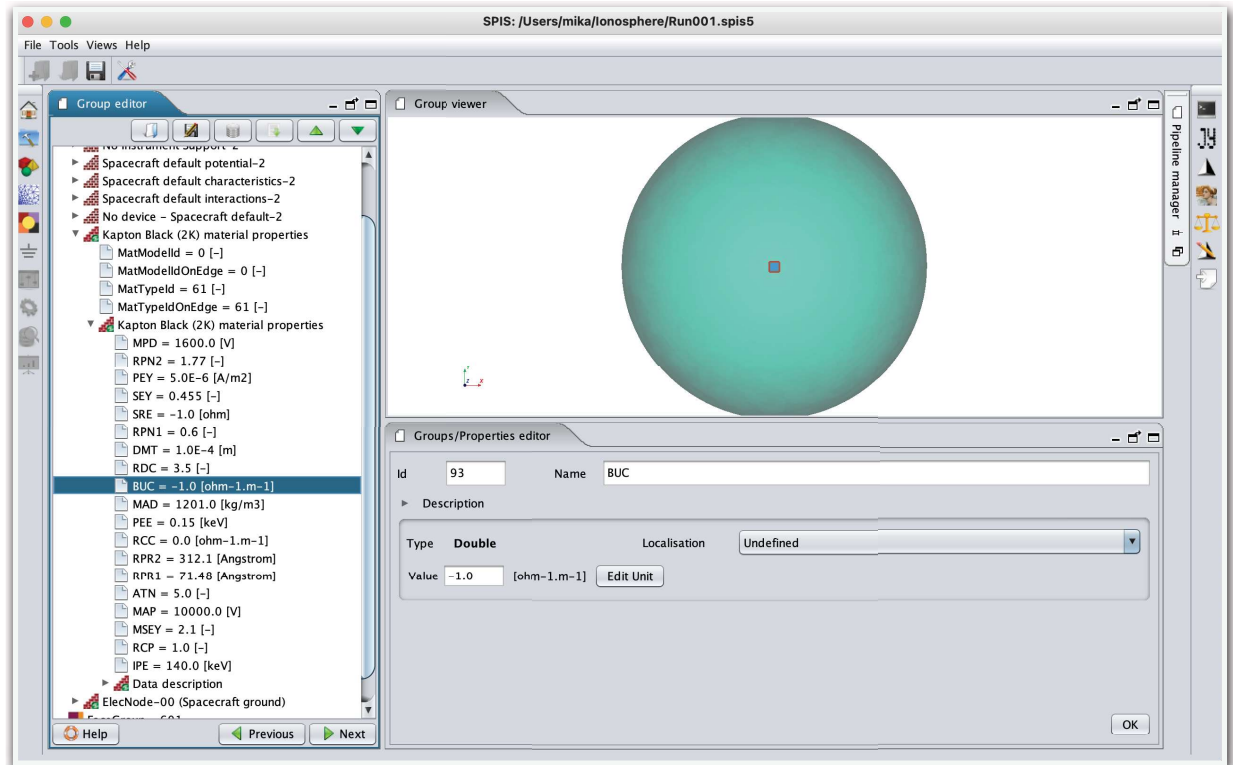 SPIS: /Users/mika/Ionosphere/Run001.spis5
File Tools Views Help
Group editor
No instrument support-2
Spacecraft default potential-2
Spacecraft default characteristics-2
Spacecraft default interactions-2
No device - Spacecraft default-2
Kapton Black (2K) material properties
MatModelId = 0 [-]
MatModelIdOnEdge = 0 [-]
MatTypeId = 61 [-]
MatTypeIdOnEdge = 61 [-]
Kapton Black (2K) material properties
MPD = 1600.0 [V]
RPN2 = 1.77 [-]
PEY = 5.0E-6 [A/m2]
SEY = 0.455 [-]
SRE = -1.0 [ohm]
RPN1 = 0.6 [-]
DMT = 1.0E-4 [m]
RDC = 3.5 [-]
BUC = -1.0 [ohm-1.m-1]
MAD = 1201.0 [kg/m3]
PEE = 0.15 [keV]
RCC = 0.0 [ohm-1.m-1]
RPR2 = 312.1 [Angstrom]
RPR1 = 71.48 [Angstrom]
ATN = 5.0 [-]
MAP = 10000.0 [V]
MSEY = 2.1 [-]
RCP = 1.0 [-]
IPE = 140.0 [keV]
Data description
ElecNode-00 (Spacecraft ground)
Help Previous Next
Group viewer
Y
Z X
Groups/Properties editor
Id 93 Name BUC
Description
Type Double Localisation Undefined
Value -1.0 [ohm-1.m-1] Edit Unit
OK
Pipeline manager